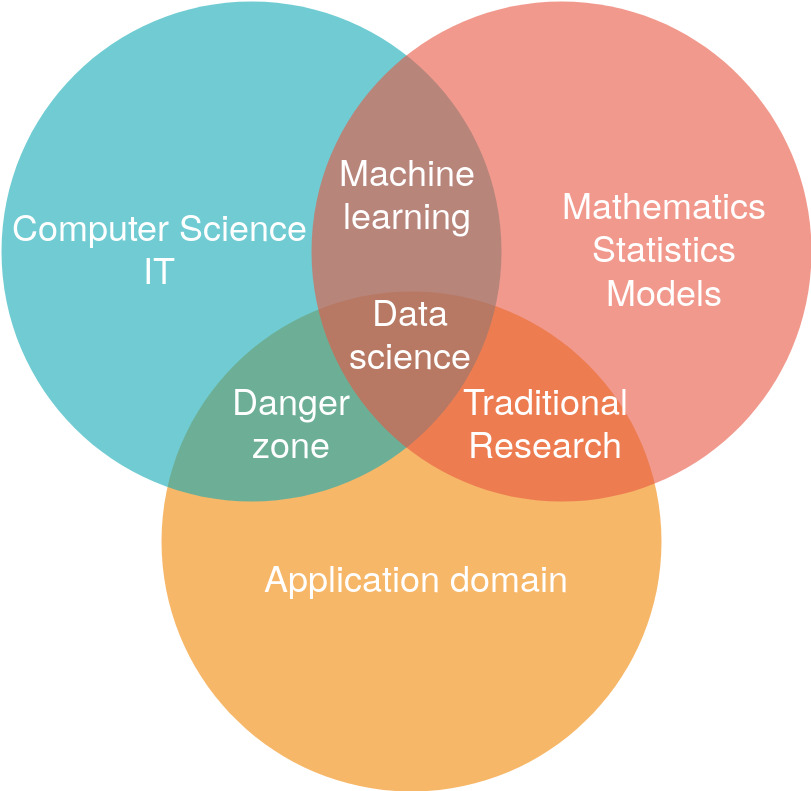 Machine
learning
Computer Science
IT
Mathematics
Statistics
Models
Data
science
Danger
zone
Traditional
Research
Application domain